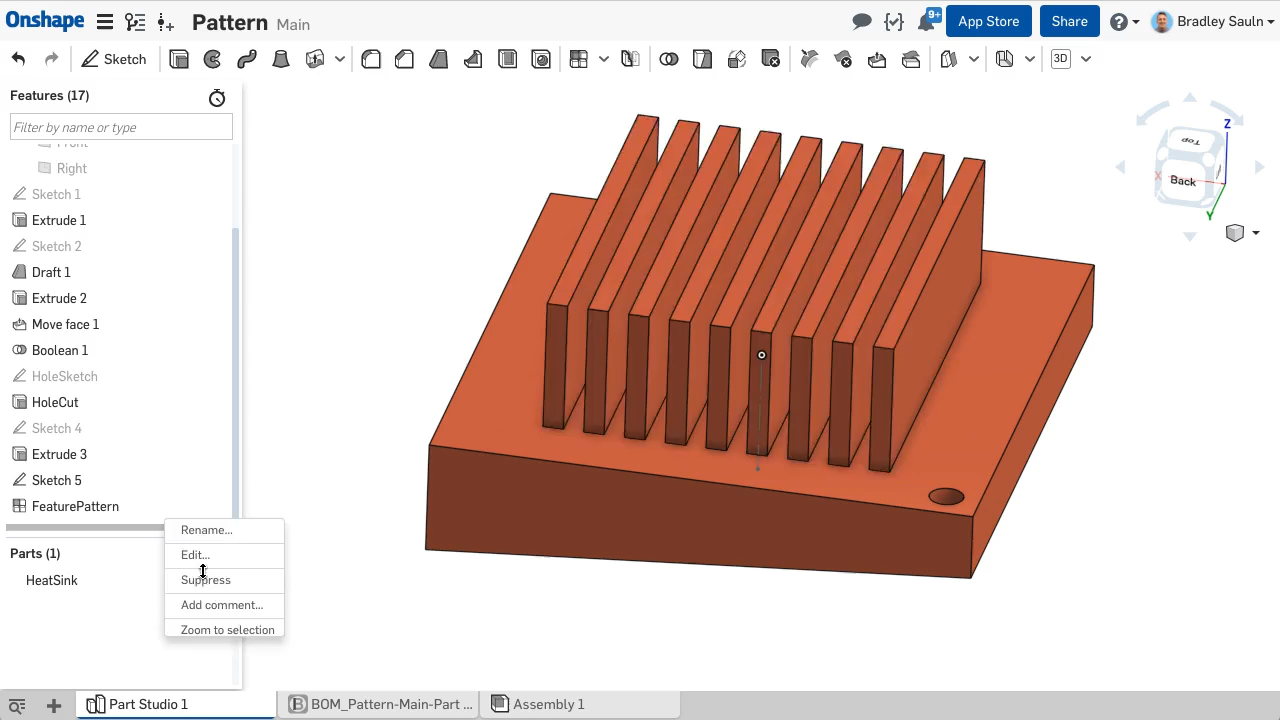 Onshape Pattern Main 9+ App Store Share Bradley Sauln
Sketch 3D
Features (17)
Filter by name or type
Front
Right
Sketch 1
Extrude 1
Sketch 2
Draft 1
Extrude 2
Move face 1
Boolean 1
HoleSketch
HoleCut
Sketch 4
Extrude 3
Sketch 5
FeaturePattern
Parts (1)
HeatSink
Rename...
Edit...
Suppress
Add comment...
Zoom to selection
Z
Top
X
Back
Y
Part Studio 1 BOM_Pattern-Main-Part ... Assembly 1